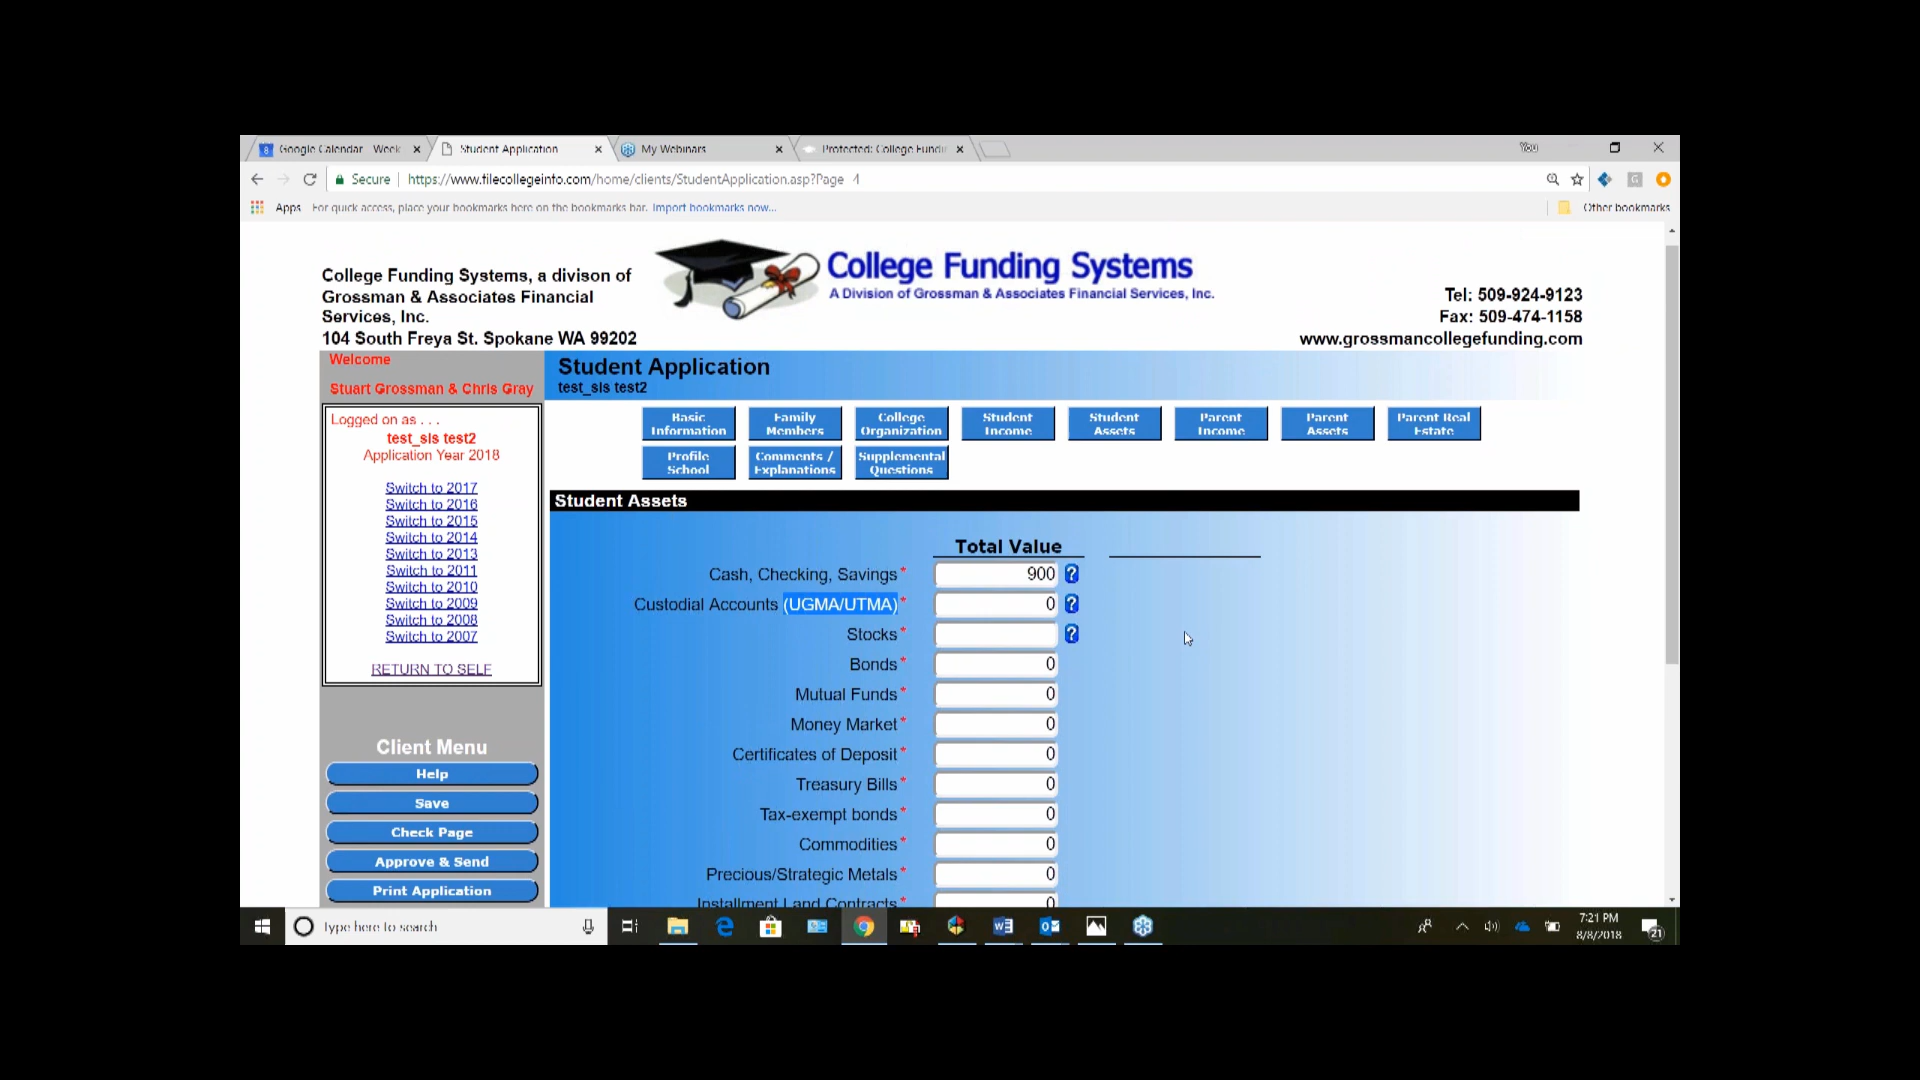 Google Calendar Week
Student Application
My Webinars
Protected: College Fundi
You
Secure
https://www.filecollegeinfo.com/home/clients/StudentApplication.asp?Page 4
Apps
For quick access, place your bookmarks here on the bookmarks bar. Import bookmarks now...
Other bookmarks
College Funding Systems, a divison of
Grossman & Associates Financial
Services, Inc.
104 South Freya St. Spokane WA 99202
College Funding Systems
A Division of Grossman & Associates Financial Services, Inc.
Tel: 509-924-9123
Fax: 509-474-1158
www.grossmancollegefunding.com
Welcome
Stuart Grossman & Chris Gray
Logged on as . . .
test_sls test2
Application Year 2018
Switch to 2017
Switch to 2016
Switch to 2015
Switch to 2014
Switch to 2013
Switch to 2011
Switch to 2010
Switch to 2009
Switch to 2008
Switch to 2007
RETURN TO SELF
Client Menu
Help
Save
Check Page
Approve & Send
Print Application
Student Application
test_sls test2
Basic Information
Family Members
College Organization
Student Income
Student Assets
Parent Income
Parent Assets
Parent Real Estate
Profile School
Comments / Explanations
Supplemental Questions
Student Assets
Total Value
Cash, Checking, Savings* 900 ?
Custodial Accounts (UGMA/UTMA)* 0 ?
Stocks* ?
Bonds* 0
Mutual Funds* 0
Money Market* 0
Certificates of Deposit* 0
Treasury Bills* 0
Tax-exempt bonds* 0
Commodities* 0
Precious/Strategic Metals* 0
Installment Land Contracts* 0
Type here to search
7:21 PM
8/8/2018
21